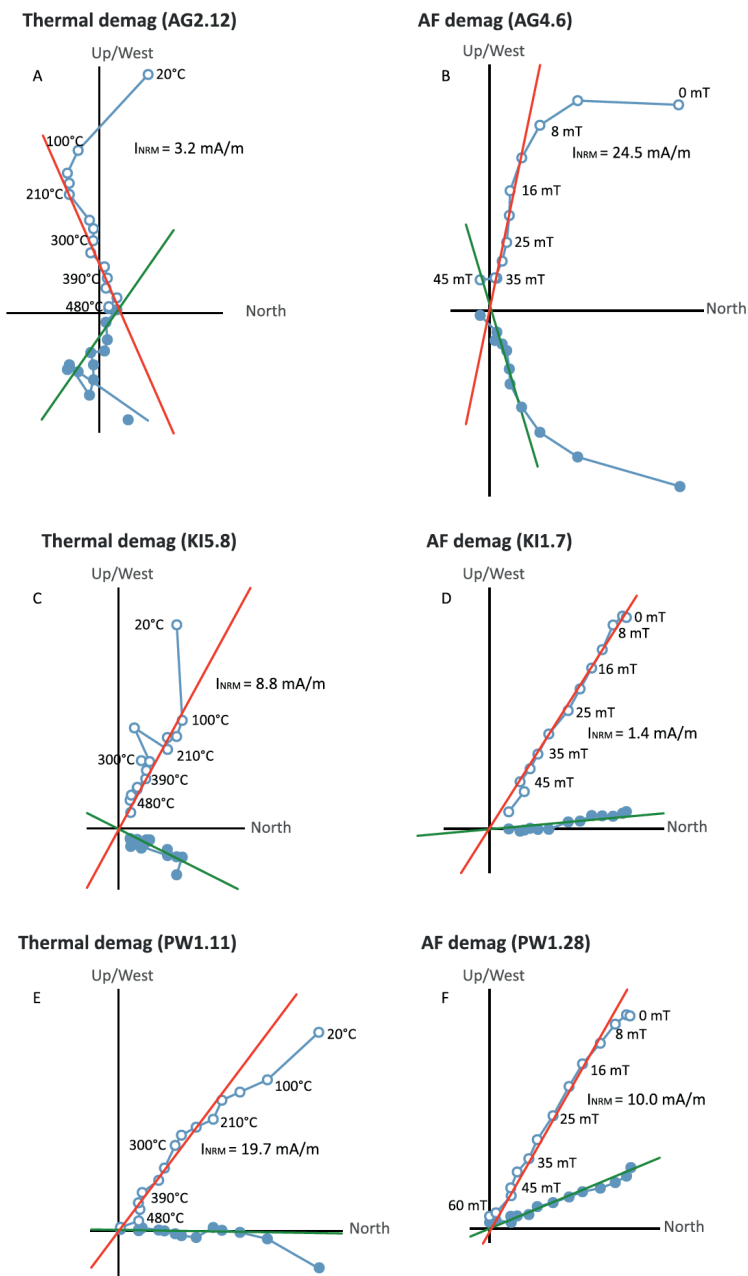 Thermal demag (AG2.12)
Up/West
A
20°C
100°C
INRM = 3.2 mA/m
210°C
300°C
390°C
480°C
North
AF demag (AG4.6)
Up/West
B
0 mT
8 mT
INRM = 24.5 mA/m
16 mT
25 mT
45 mT
35 mT
North
Thermal demag (KI5.8)
Up/West
C
20°C
INRM = 8.8 mA/m
100°C
210°C
300°C
390°C
480°C
North
AF demag (KI1.7)
Up/West
D
0 mT
8 mT
16 mT
25 mT
INRM = 1.4 mA/m
35 mT
45 mT
North
Thermal demag (PW1.11)
Up/West
E
20°C
100°C
210°C
300°C
INRM = 19.7 mA/m
390°C
480°C
North
AF demag (PW1.28)
Up/West
F
0 mT
8 mT
16 mT
INRM = 10.0 mA/m
25 mT
35 mT
45 mT
60 mT
North